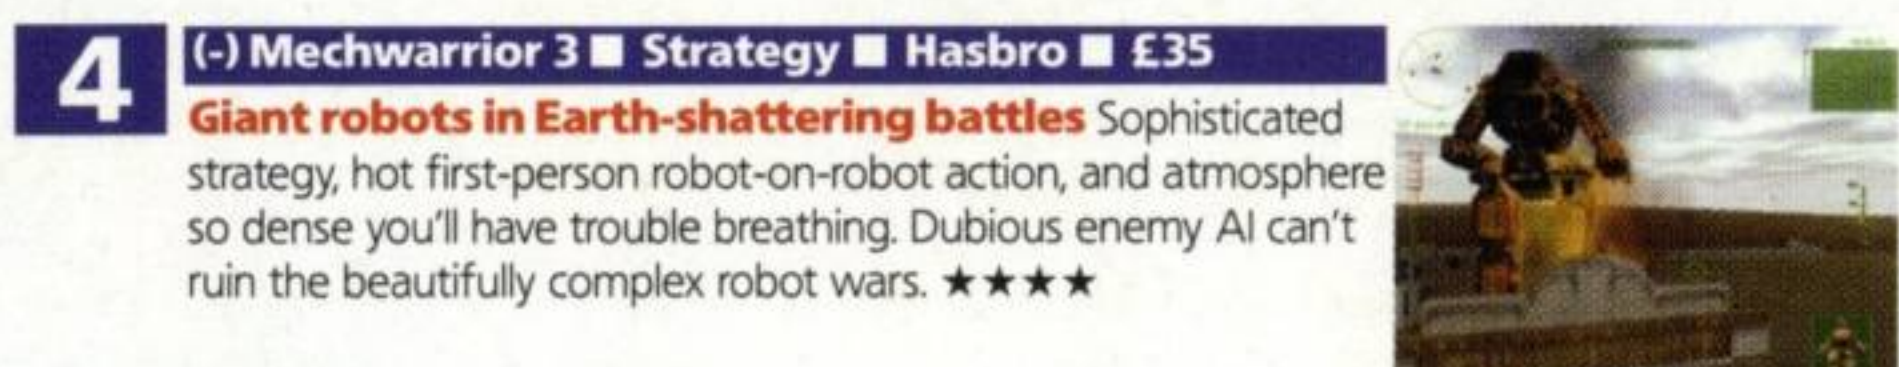 4
(-) Mechwarrior 3 ■ Strategy ■ Hasbro ■ £35
Giant robots in Earth-shattering battles Sophisticated
strategy, hot first-person robot-on-robot action, and atmosphere
so dense you'll have trouble breathing. Dubious enemy AI can't
ruin the beautifully complex robot wars. ★★★★